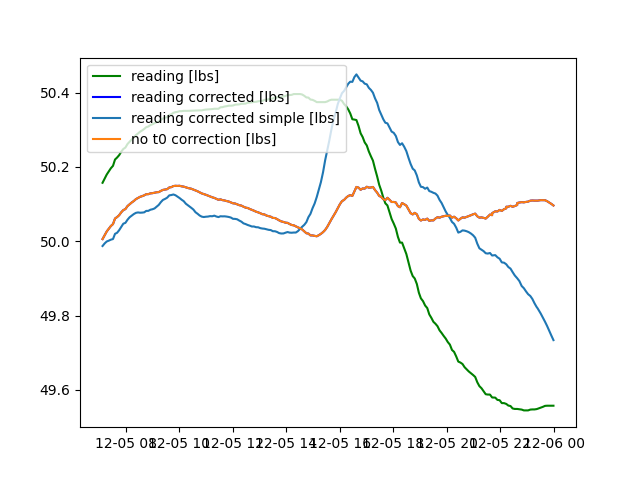 reading [lbs]
reading corrected [lbs]
reading corrected simple [lbs]
no t0 correction [lbs]
50.4
50.2
50.0
49.8
49.6
12-05 08 12-05 10 12-05 12 12-05 14 12-05 16 12-05 18 12-05 20 12-05 22 12-06 00